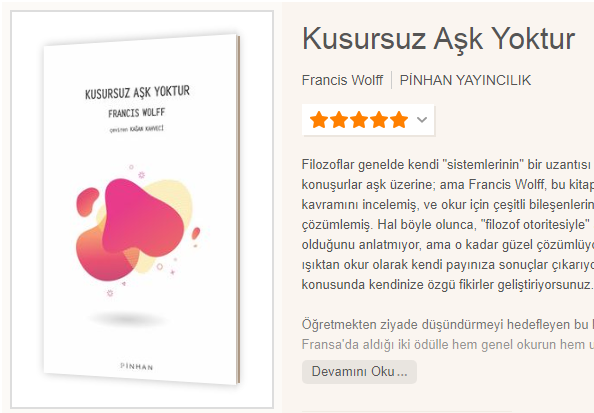 KUSURSUZ AŞK YOKTUR
FRANCIS WOLFF
çeviren KAĞAN KAHVECİ
PİNHAN
Kusursuz Aşk Yoktur
Francis Wolff | PİNHAN YAYINCILIK
Filozoflar genelde kendi "sistemlerinin" bir uzantısı
konuşurlar aşk üzerine; ama Francis Wolff, bu kitap
kavramını incelemiş, ve okur için çeşitli bileşenlerin
çözümlemiş. Hal böyle olunca, "filozof otoritesiyle"
olduğunu anlatmıyor, ama o kadar güzel çözümlüyo
ışıktan okur olarak kendi payınıza sonuçlar çıkarıyo
konusunda kendinize özgü fikirler geliştiriyorsunuz.
Öğretmekten ziyade düşündürmeyi hedefleyen bu
Fransa'da aldığı iki ödülle hem genel okurun hem
Devamını Oku ...